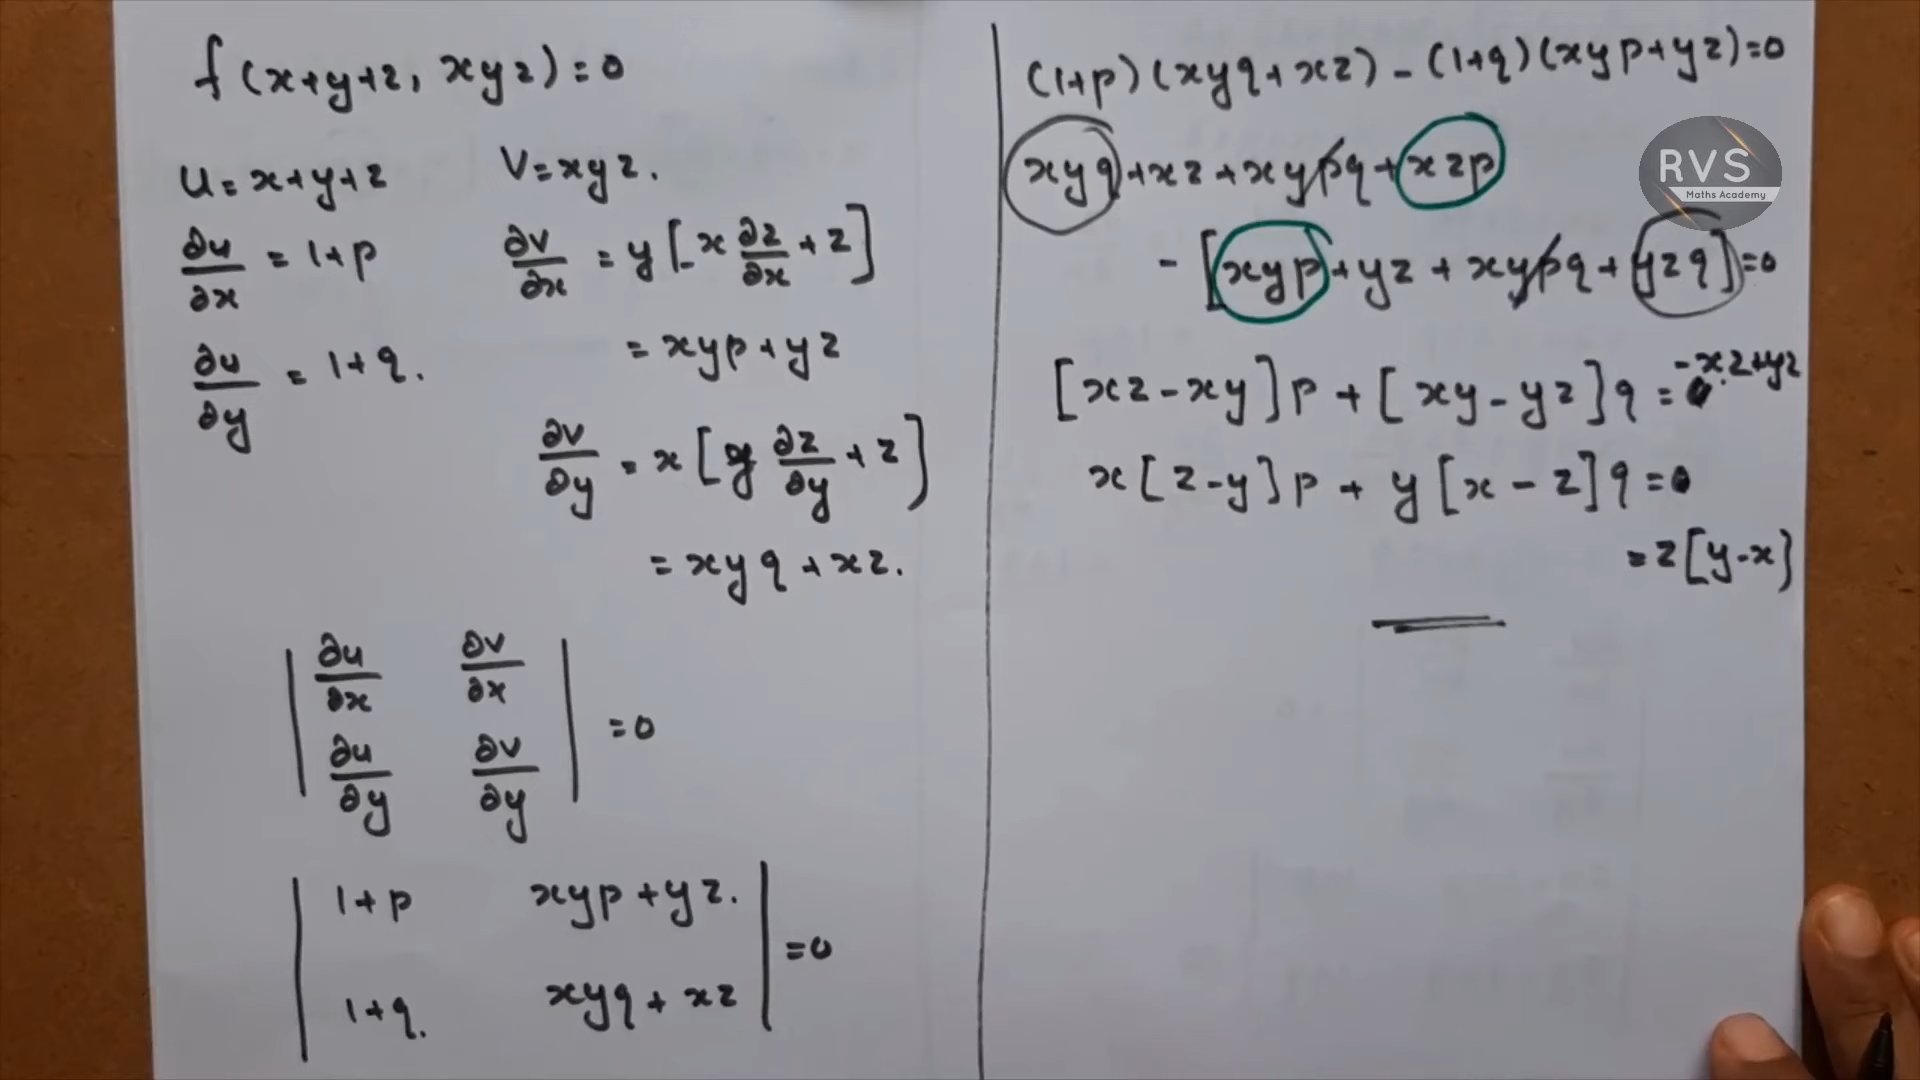 f(x+y+z, xyz)=0
u=x+y+z V=xyz.
∂u/∂x = 1+p ∂v/∂x = y[x ∂z/∂x + z]
= xyp+yz
∂u/∂y = 1+q.
∂v/∂y = x[y ∂z/∂y + z]
= xyq+xz.
| ∂u/∂x ∂v/∂x |
| ∂u/∂y ∂v/∂y | =0
| 1+p xyp+yz. |
=0
| 1+q. xyq+xz |
(1+p)(xyq+xz)-(1+q)(xyp+yz)=0
xyq+xz+xypq+xzp
-[xyp+yz+xypq+yzq]=0
[xz-xy]p+[xy-yz]q=-xz+yz
x[z-y]p+y[x-z]q=0
=z[y-x]
RVS
Maths Academy